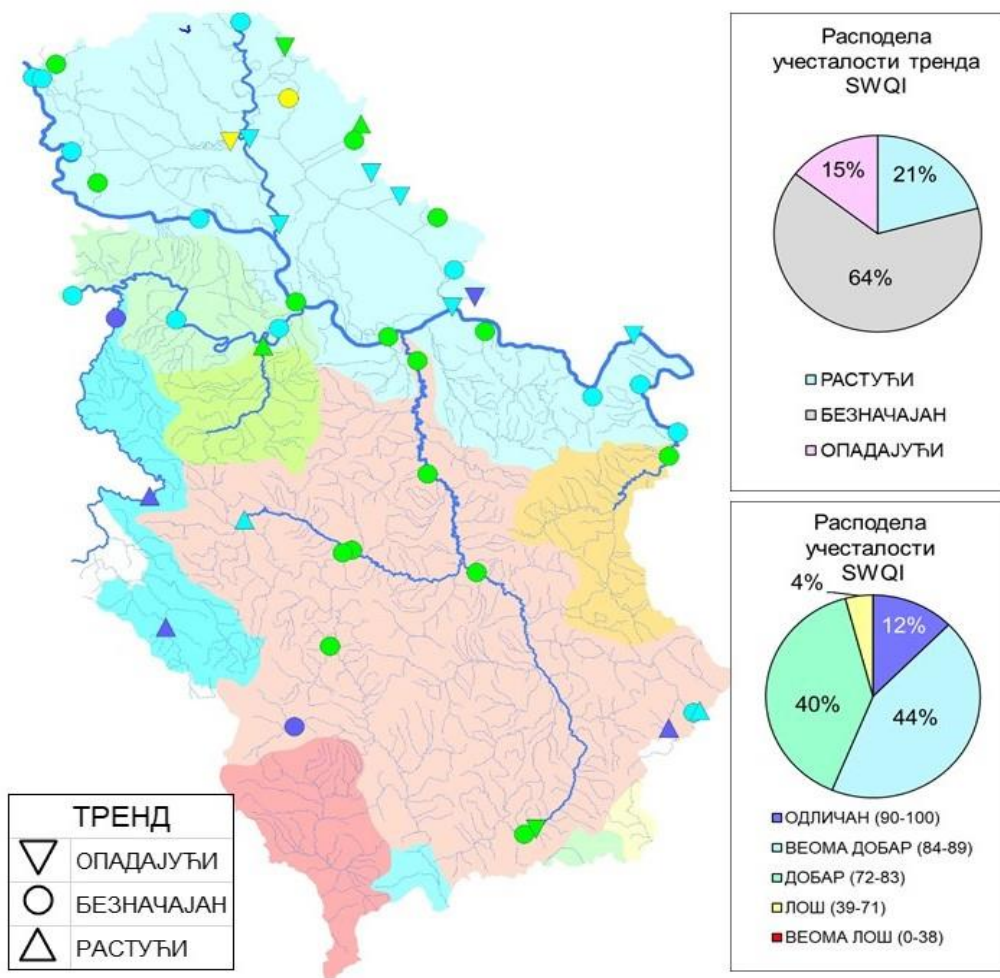 Расподела
учесталости тренда
SWQI
15%
21%
64%
РАСТУЋИ
БЕЗНАЧАЈАН
ОПАДАЈУЋИ
Расподела
учесталости
SWQI
4%
12%
40%
44%
ОДЛИЧАН (90-100)
ВЕОМА ДОБАР (84-89)
ДОБАР (72-83)
ЛОШ (39-71)
ВЕОМА ЛОШ (0-38)
ТРЕНД
ОПАДАЈУЋИ
БЕЗНАЧАЈАН
РАСТУЋИ